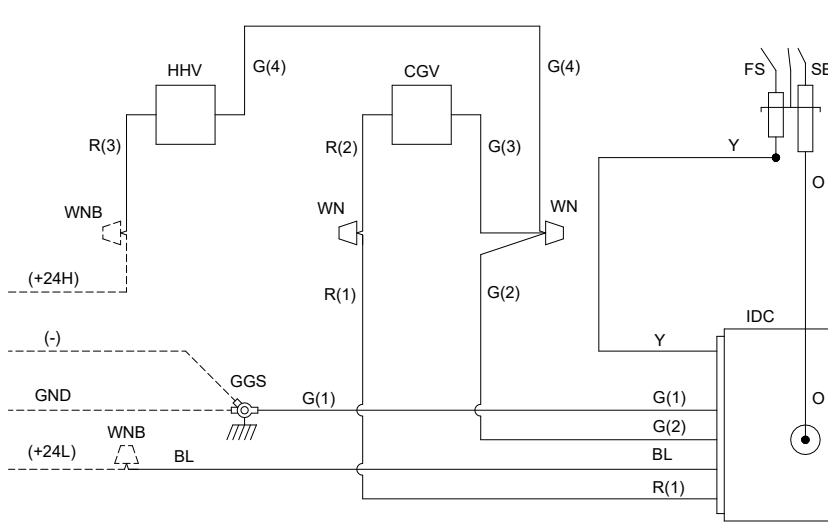 HHV
G(4)
CGV
G(4)
FS
R(3)
R(2)
G(3)
Y
O
WNB
WN
WN
(+24H)
R(1)
G(2)
IDC
(-)
Y
GGS
GND
G(1)
G(1)
O
G(2)
WNB
(+24L)
BL
BL
R(1)